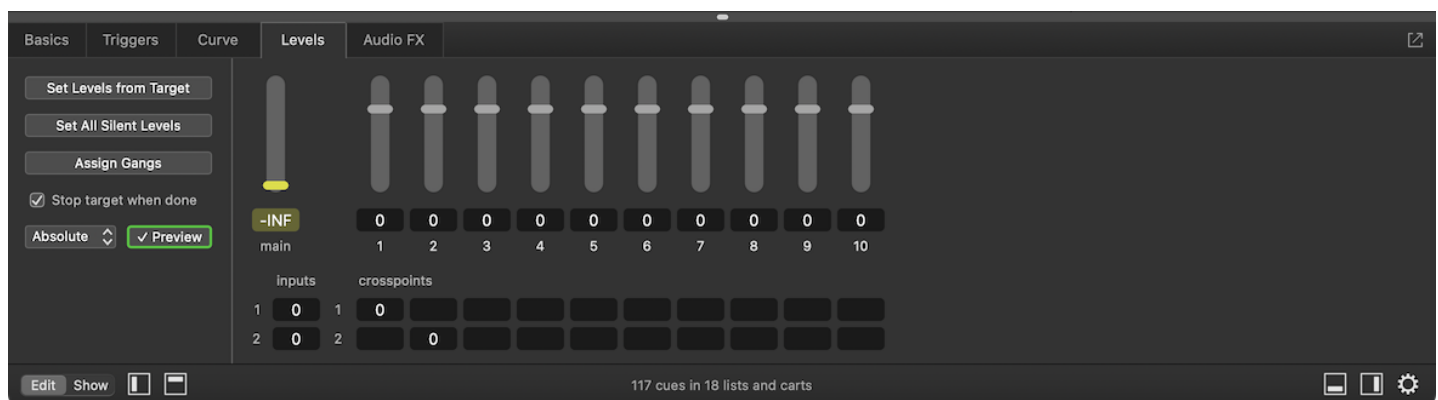 Basics Triggers Curve Levels Audio FX
Set Levels from Target
Set All Silent Levels
Assign Gangs
Stop target when done
Absolute ✓ Preview
-INF 0 0 0 0 0 0 0 0 0 0
main 1 2 3 4 5 6 7 8 9 10
inputs crosspoints
1 0 1 0
2 0 2 0
Edit Show 117 cues in 18 lists and carts